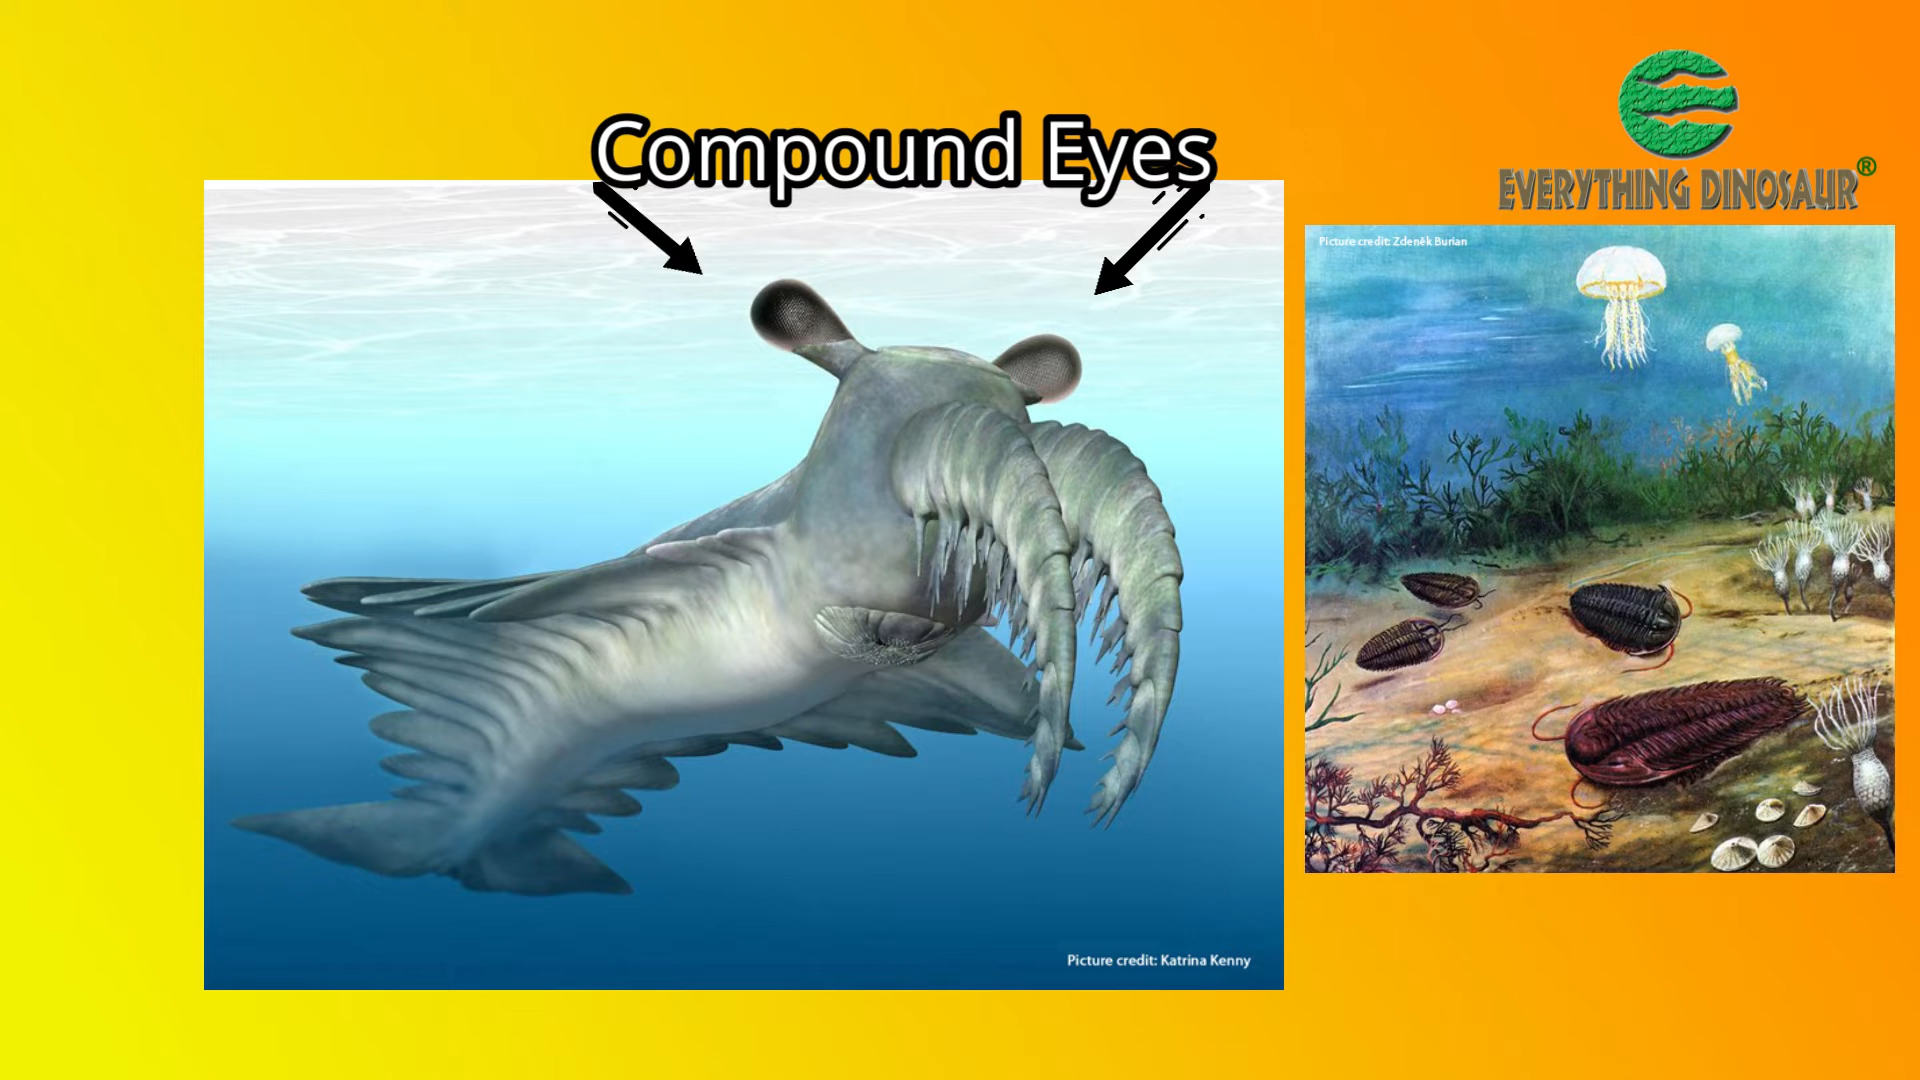 Compound Eyes
EVERYTHING DINOSAUR®
Picture credit: Zdeněk Burian
Picture credit: Katrina Kenny